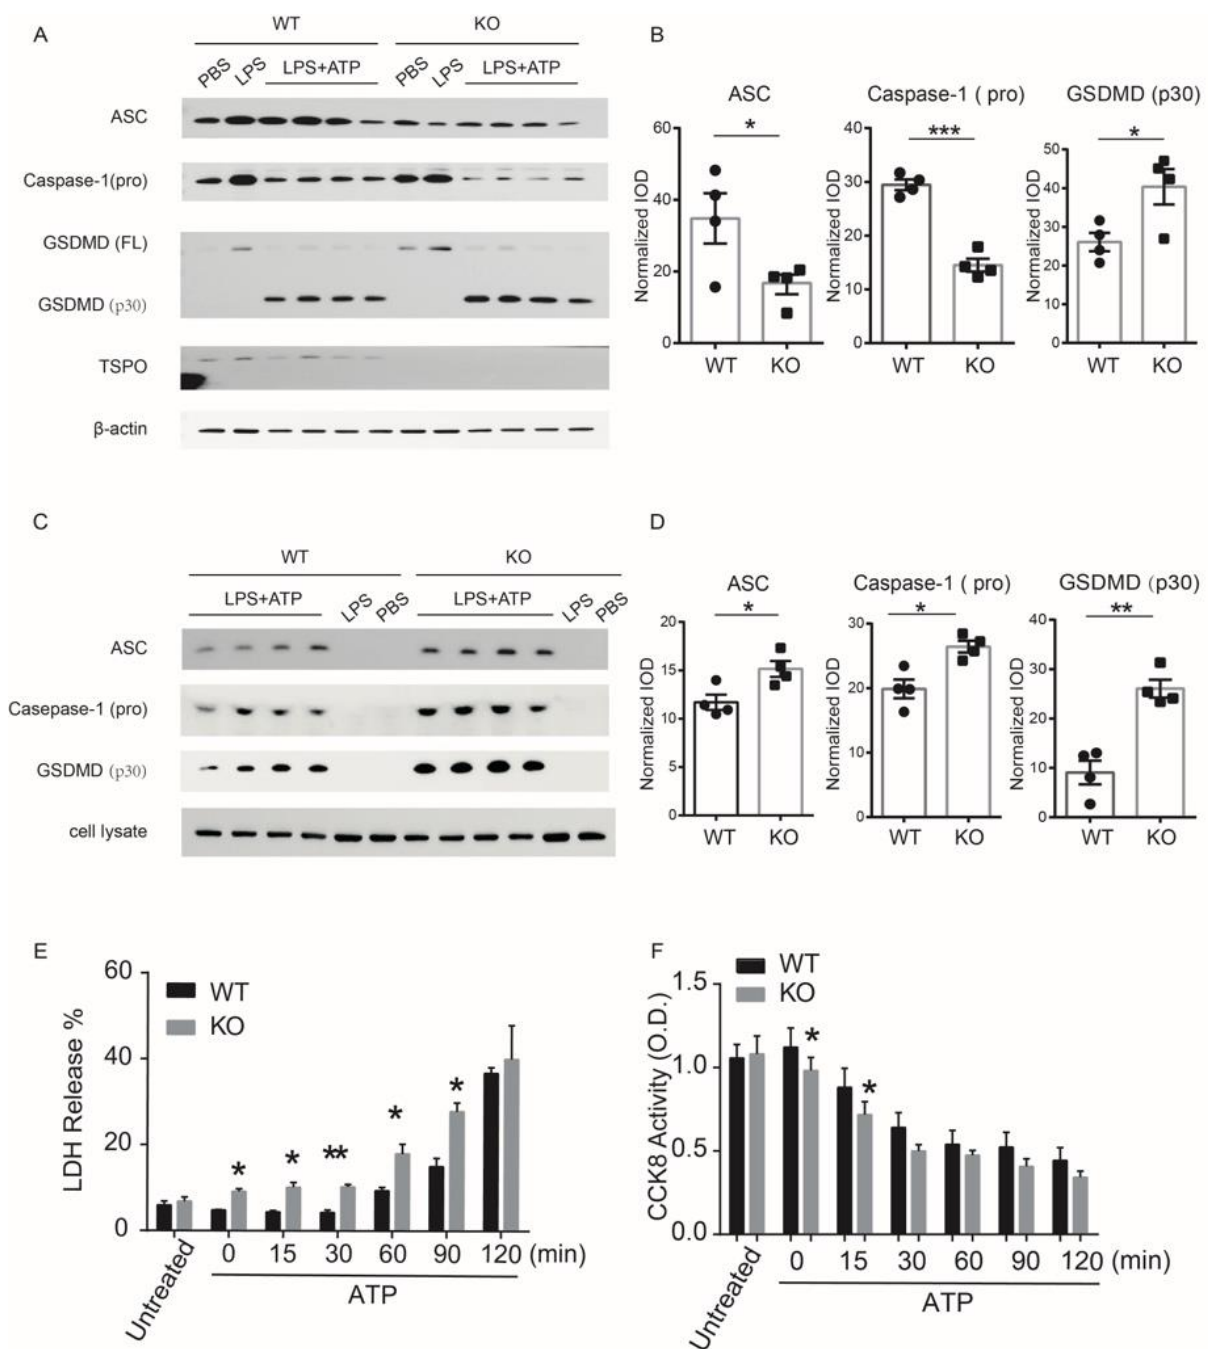 A
WT KO
PBS LPS LPS+ATP PBS LPS LPS+ATP
ASC
Caspase-1(pro)
GSDMD (FL)
GSDMD (p30)
TSPO
β-actin
B
ASC Caspase-1 ( pro) GSDMD (p30)
* *** *
Normalized IOD
60
40
20
0
WT KO
Normalized IOD
40
30
20
10
0
WT KO
Normalized IOD
50
40
30
20
10
0
WT KO
C
WT KO
LPS+ATP LPS PBS LPS+ATP LPS PBS
ASC
Casepase-1 (pro)
GSDMD (p30)
cell lysate
D
ASC Caspase-1 ( pro) GSDMD (p30)
* * **
Normalized IOD
20
15
10
5
0
WT KO
Normalized IOD
30
20
10
0
WT KO
Normalized IOD
40
30
20
10
0
WT KO
E
WT
KO
LDH Release %
60
40
20
0
* * ** * *
Untreated 0 15 30 60 90 120 (min)
ATP
F
WT
KO
CCK8 Activity (O.D.)
1.5
1.0
0.5
0.0
* *
Untreated 0 15 30 60 90 120 (min)
ATP